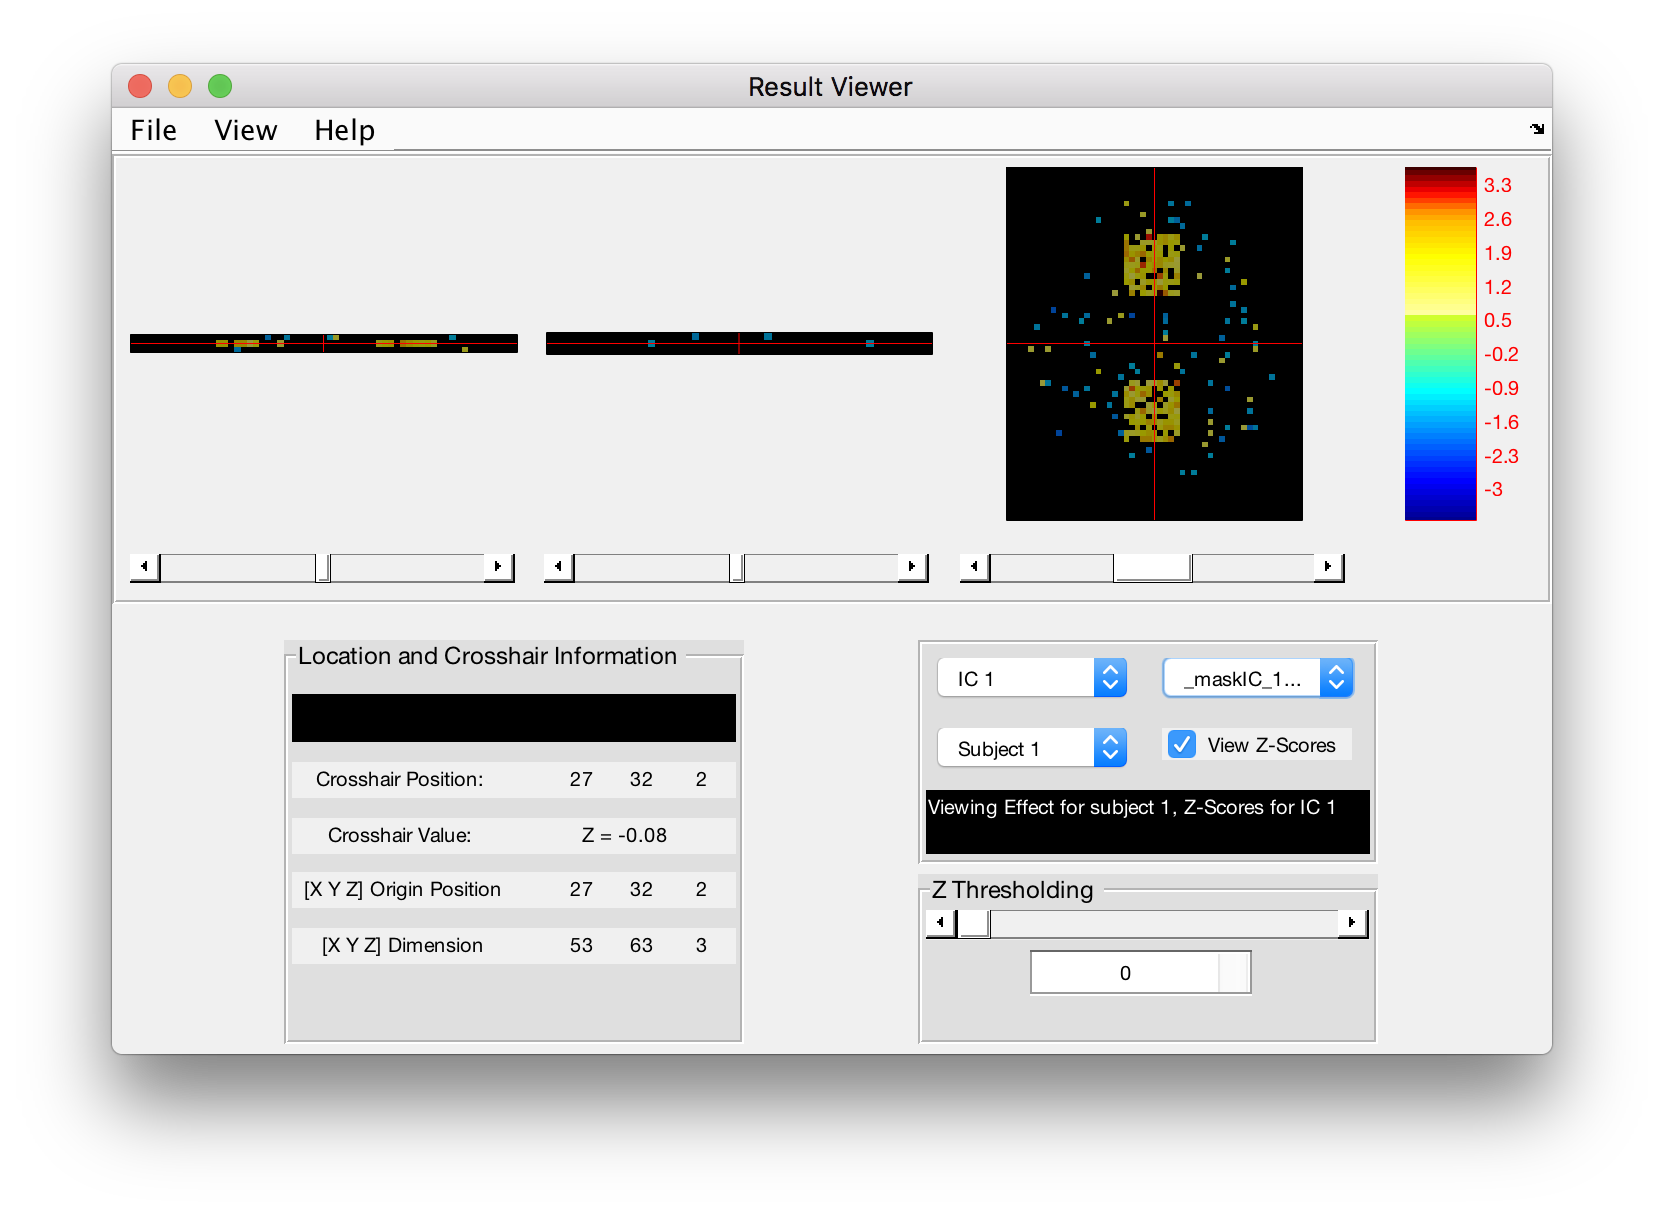 Result Viewer
File View Help
3.3
2.6
1.9
1.2
0.5
-0.2
-0.9
-1.6
-2.3
-3
Location and Crosshair Information
Crosshair Position: 27 32 2
Crosshair Value: Z = -0.08
[X Y Z] Origin Position 27 32 2
[X Y Z] Dimension 53 63 3
IC 1
_maskIC_1...
Subject 1
View Z-Scores
Viewing Effect for subject 1, Z-Scores for IC 1
Z Thresholding
0